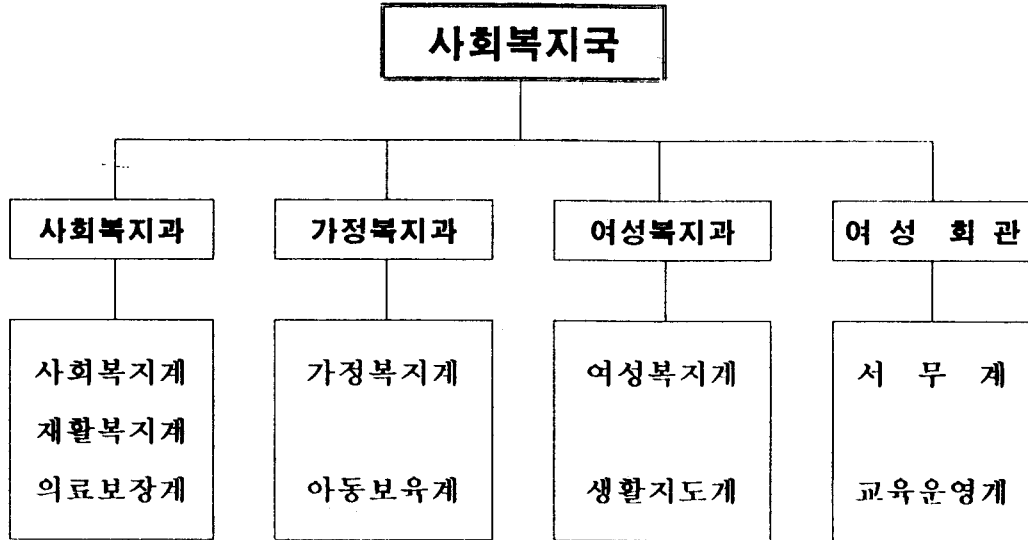 사회복지국
사회복지과
가정복지과
여성복지과
여 성 회 관
사회복지계
재활복지계
의료보장계
가정복지계
아동보육계
여성복지계
생활지도계
서 무 계
교육운영계